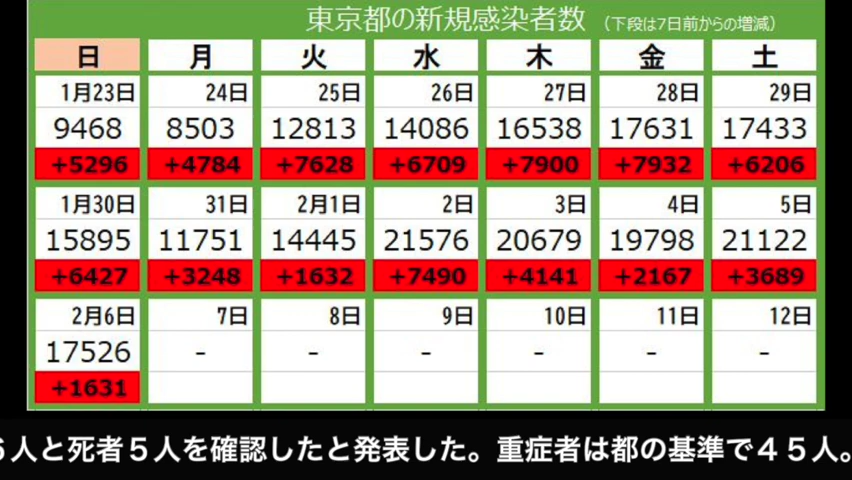 東京都の新規感染者数 （下段は7日前からの増減）
日 月 火 水 木 金 土
1月23日 24日 25日 26日 27日 28日 29日
9468 8503 12813 14086 16538 17631 17433
+5296 +4784 +7628 +6709 +7900 +7932 +6206
1月30日 31日 2月1日 2日 3日 4日 5日
15895 11751 14445 21576 20679 19798 21122
+6427 +3248 +1632 +7490 +4141 +2167 +3689
2月6日 7日 8日 9日 10日 11日 12日
17526 - - - - - -
+1631
人と死者５人を確認したと発表した。重症者は都の基準で４５人。